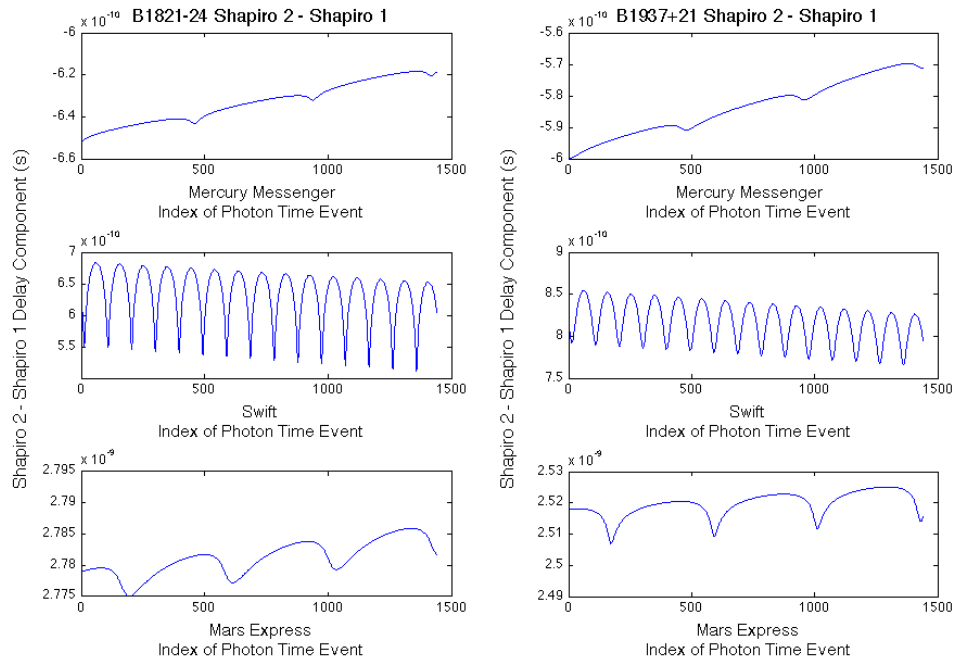 B1821-24 Shapiro 2 - Shapiro 1
x 10⁻¹⁰
-6
-6.2
-6.4
-6.6
0 500 1000 1500
Mercury Messenger
Index of Photon Time Event
x 10⁻¹⁰
7
6.5
6
5.5
0 500 1000 1500
Swift
Index of Photon Time Event
x 10⁻⁹
2.795
2.79
2.785
2.78
2.775
0 500 1000 1500
Mars Express
Index of Photon Time Event
Shapiro 2 - Shapiro 1 Delay Component (s)
B1937+21 Shapiro 2 - Shapiro 1
x 10⁻¹⁰
-5.6
-5.7
-5.8
-5.9
-6
0 500 1000 1500
Mercury Messenger
Index of Photon Time Event
x 10⁻¹⁰
9
8.5
8
7.5
0 500 1000 1500
Swift
Index of Photon Time Event
x 10⁻⁹
2.53
2.52
2.51
2.5
2.49
0 500 1000 1500
Mars Express
Index of Photon Time Event
Shapiro 2 - Shapiro 1 Delay Component (s)